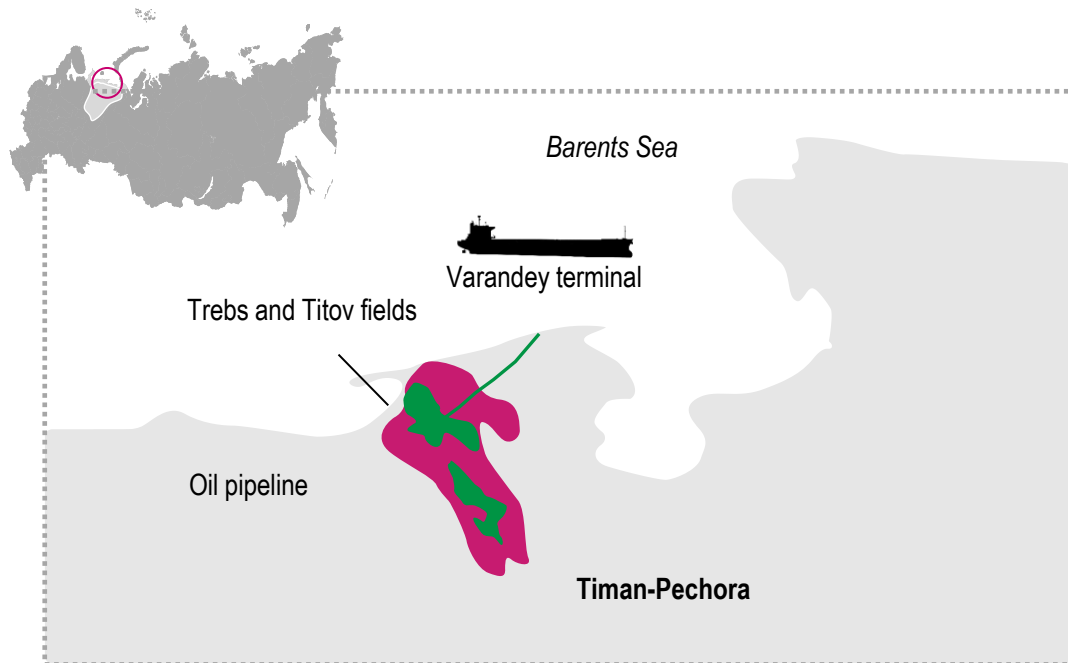 Barents Sea
Varandey terminal
Trebs and Titov fields
Oil pipeline
Timan-Pechora